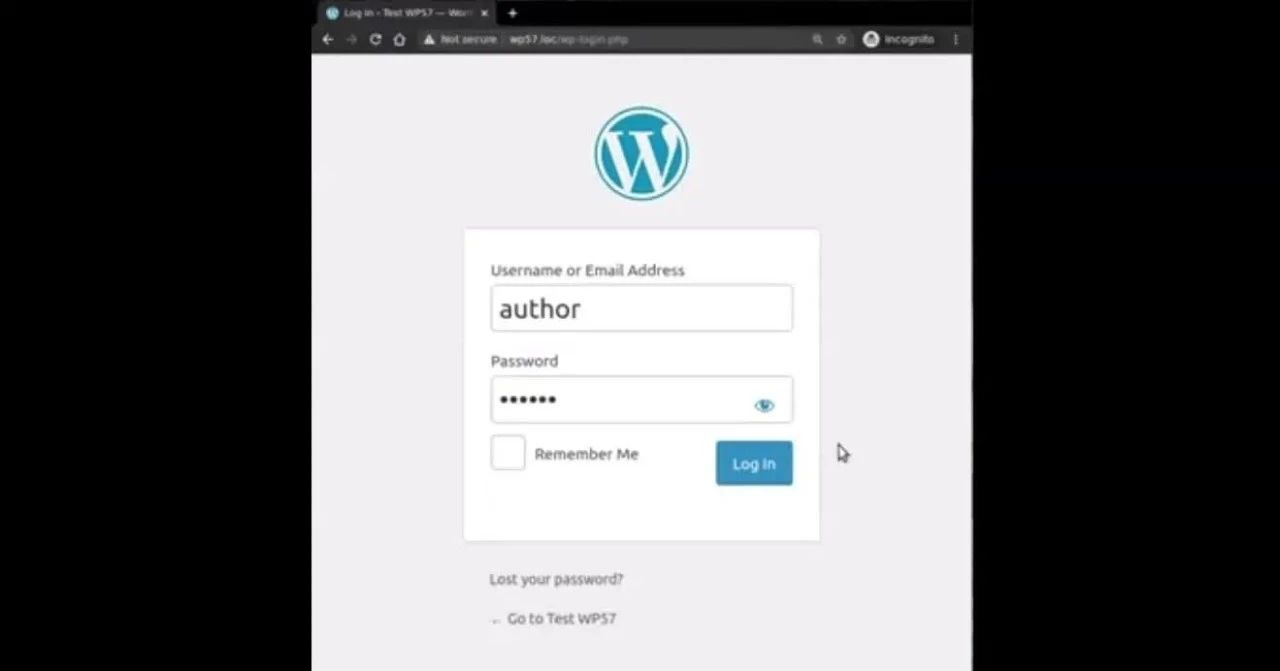 Log In ‹ Test WP57 — Wor
Not secure wp57.loc/wp-login.php Incognito
Username or Email Address
author
Password
Remember Me
Log In
Lost your password?
← Go to Test WP57